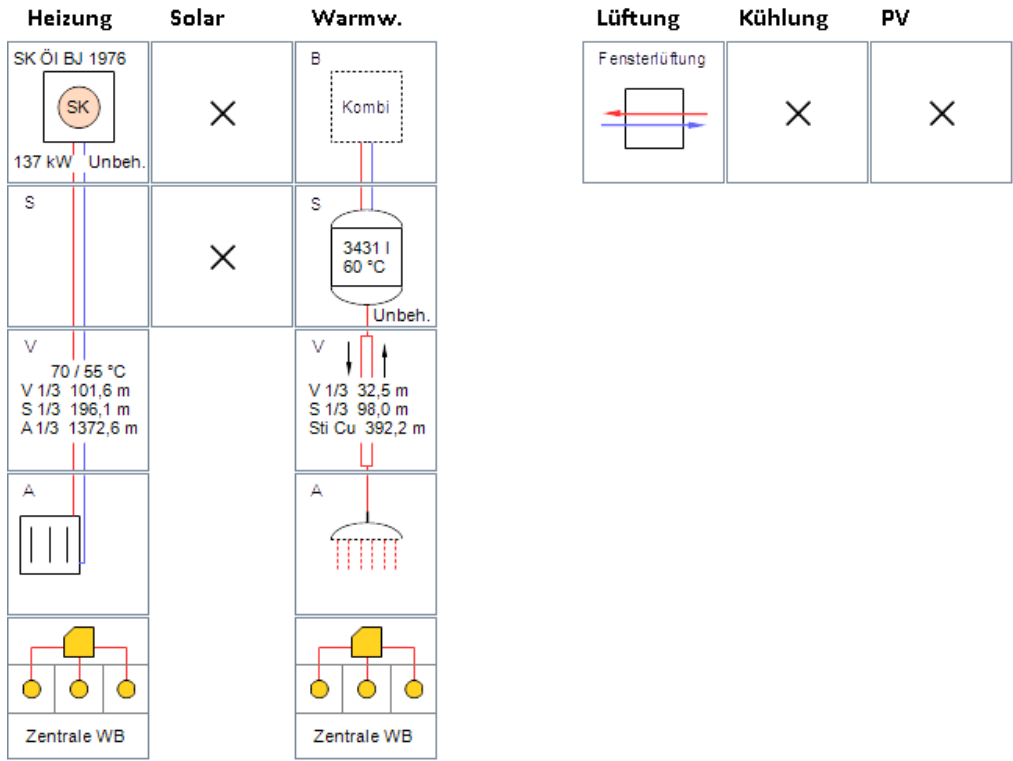 Heizung Solar Warmw. Lüftung Kühlung PV
SK Öl BJ 1976
SK
137 kW Unbeh.
B
Kombi
Fensterlüftung
S
S
3431 l
60 °C
Unbeh.
V
70 / 55 °C
V 1/3 101,6 m
S 1/3 196,1 m
A 1/3 1372,6 m
V
V 1/3 32,5 m
S 1/3 98,0 m
Sti Cu 392,2 m
A
A
Zentrale WB
Zentrale WB